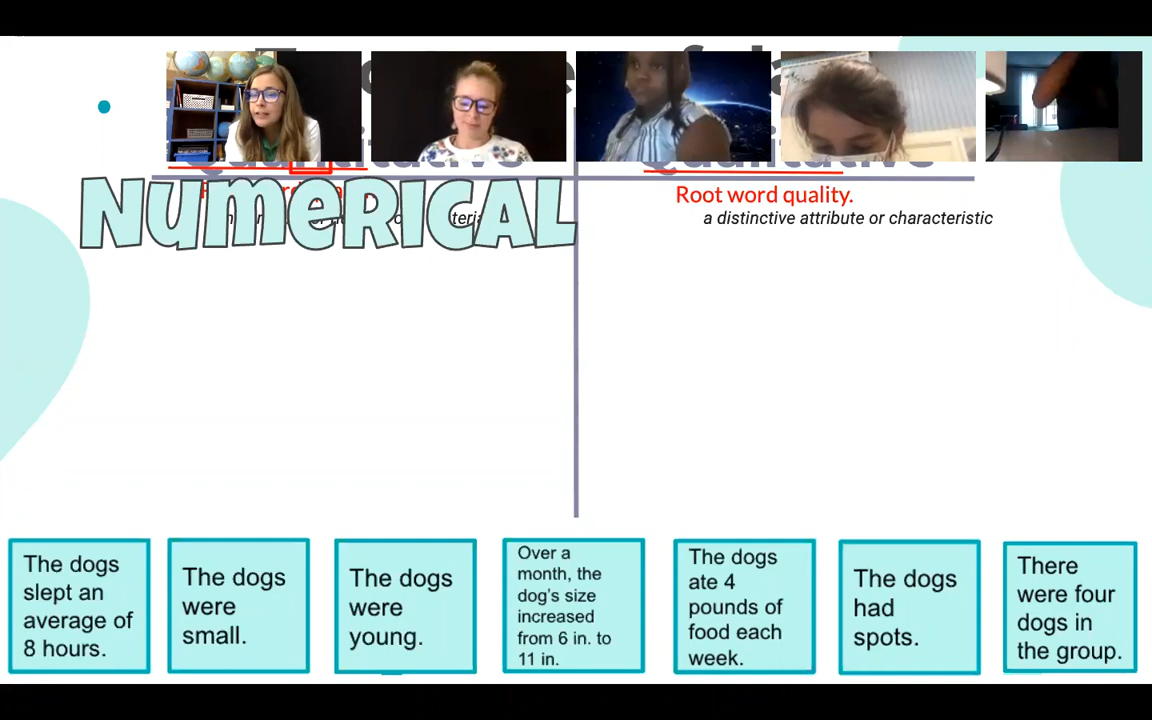 Qualitative
NUMERICAL
Root word quality.
a distinctive attribute or characteristic
The dogs
slept an
average of
8 hours.
The dogs
were
small.
The dogs
were
young.
Over a
month, the
dog's size
increased
from 6 in. to
11 in.
The dogs
ate 4
pounds of
food each
week.
The dogs
had
spots.
There
were four
dogs in
the group.